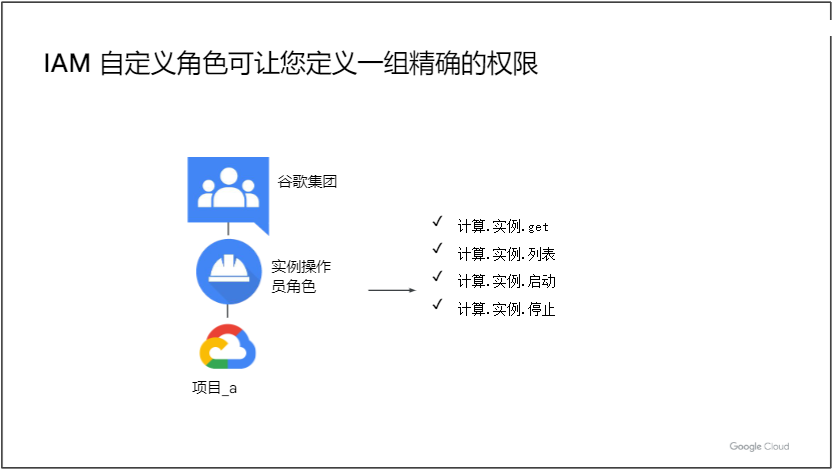 IAM 自定义角色可让您定义一组精确的权限
谷歌集团
实例操作
员角色
项目_a
✓ 计算.实例.get
✓ 计算.实例.列表
✓ 计算.实例.启动
✓ 计算.实例.停止
Google Cloud